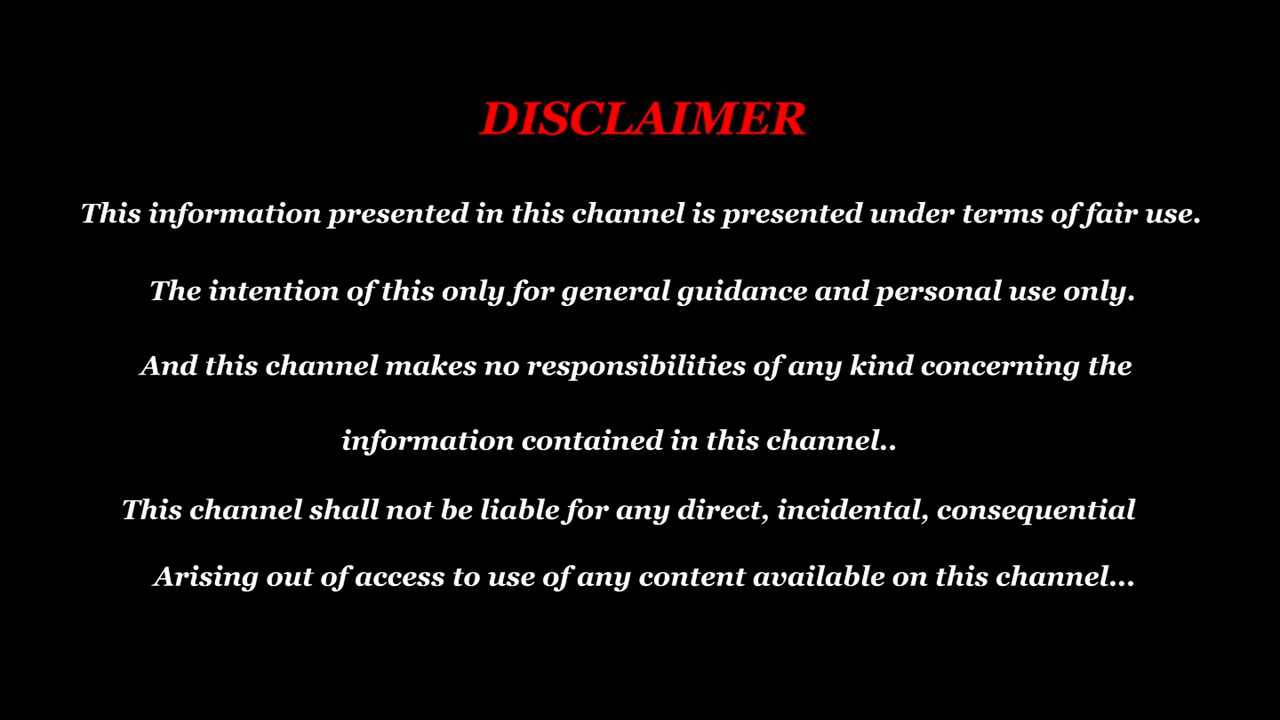 DISCLAIMER
This information presented in this channel is presented under terms of fair use.
The intention of this only for general guidance and personal use only.
And this channel makes no responsibilities of any kind concerning the
information contained in this channel..
This channel shall not be liable for any direct, incidental, consequential
Arising out of access to use of any content available on this channel...